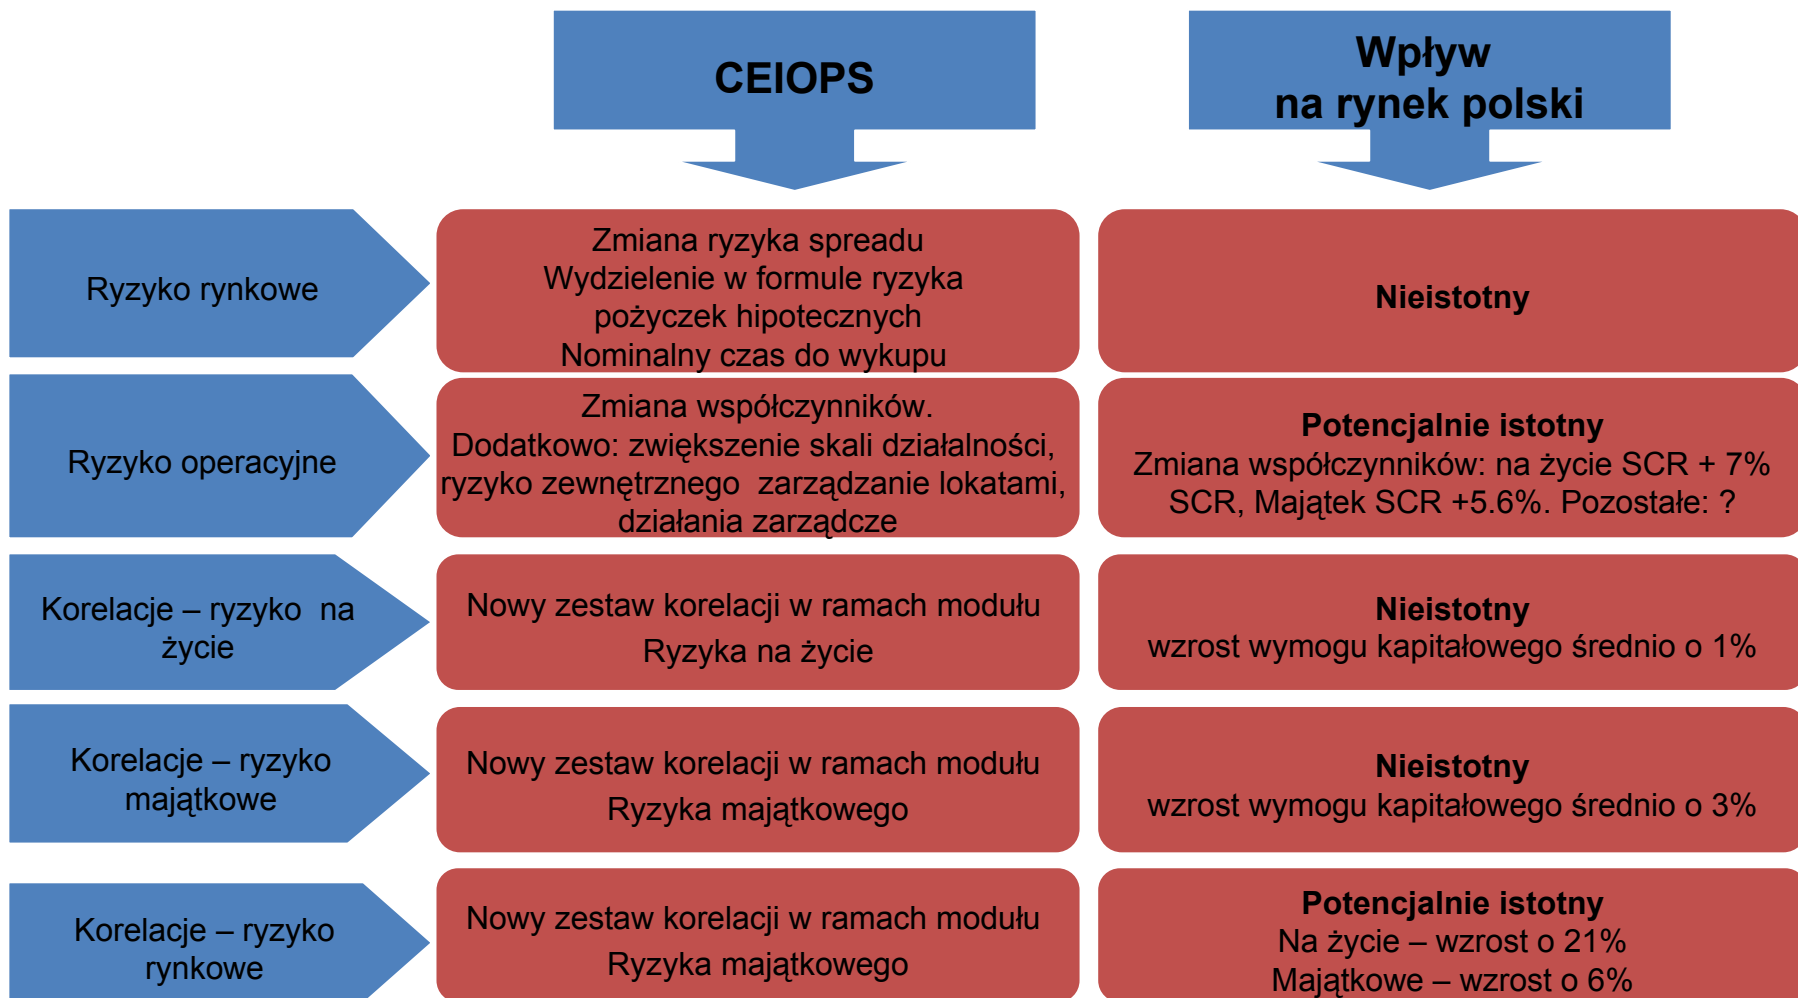 CEIOPS
Wpływ
na rynek polski
Ryzyko rynkowe
Zmiana ryzyka spreadu
Wydzielenie w formule ryzyka
pożyczek hipotecznych
Nominalny czas do wykupu
Nieistotny
Ryzyko operacyjne
Zmiana współczynników.
Dodatkowo: zwiększenie skali działalności,
ryzyko zewnętrznego zarządzanie lokatami,
działania zarządcze
Potencjalnie istotny
Zmiana współczynników: na życie SCR + 7%
SCR, Majątek SCR +5.6%. Pozostałe: ?
Korelacje – ryzyko na
życie
Nowy zestaw korelacji w ramach modułu
Ryzyka na życie
Nieistotny
wzrost wymogu kapitałowego średnio o 1%
Korelacje – ryzyko
majątkowe
Nowy zestaw korelacji w ramach modułu
Ryzyka majątkowego
Nieistotny
wzrost wymogu kapitałowego średnio o 3%
Korelacje – ryzyko
rynkowe
Nowy zestaw korelacji w ramach modułu
Ryzyka majątkowego
Potencjalnie istotny
Na życie – wzrost o 21%
Majątkowe – wzrost o 6%